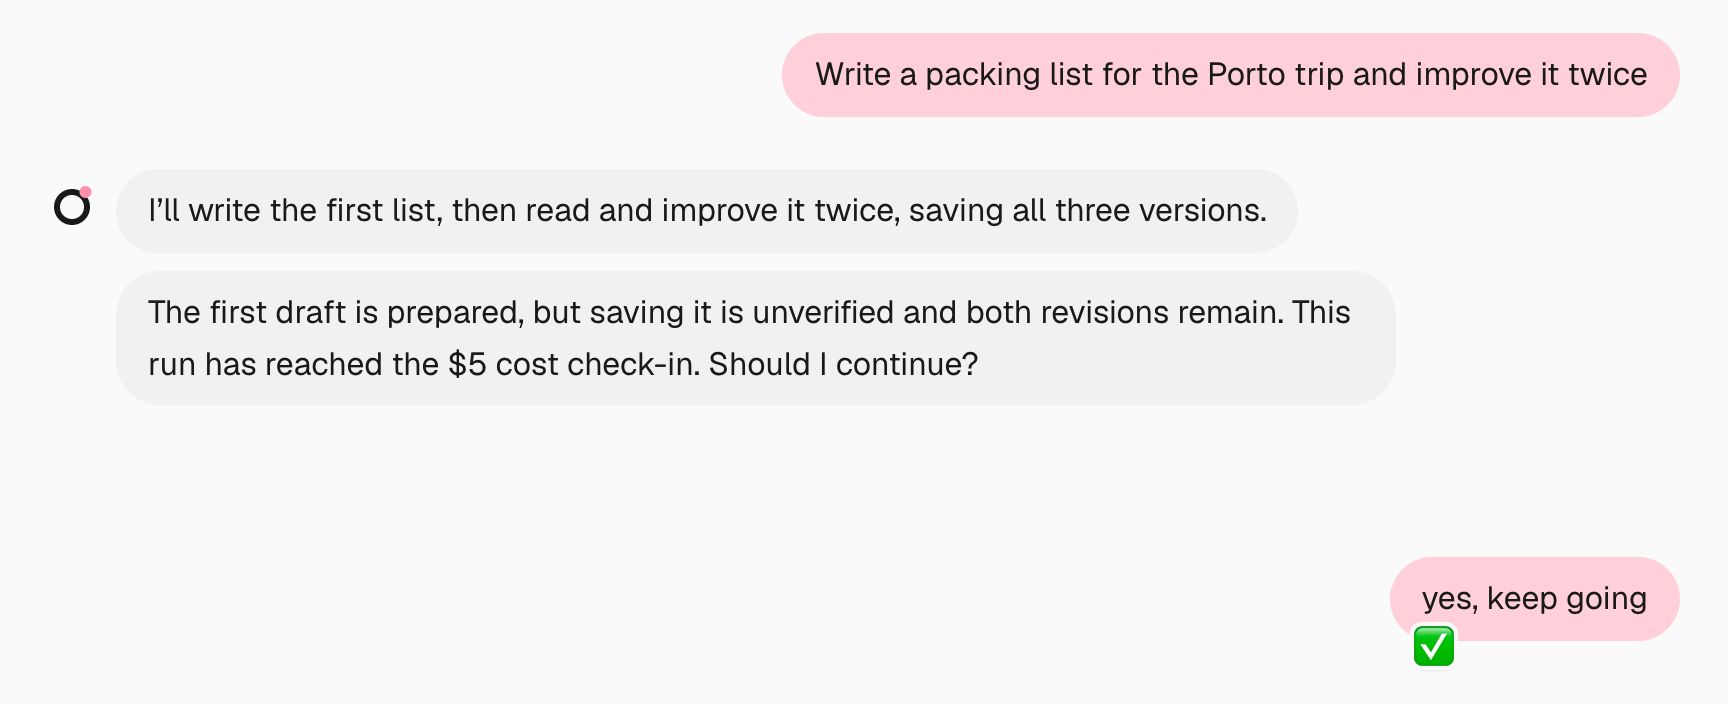 Write a packing list for the Porto trip and improve it twice
I’ll write the first list, then read and improve it twice, saving all three versions.
The first draft is prepared, but saving it is unverified and both revisions remain. This
run has reached the $5 cost check-in. Should I continue?
yes, keep going